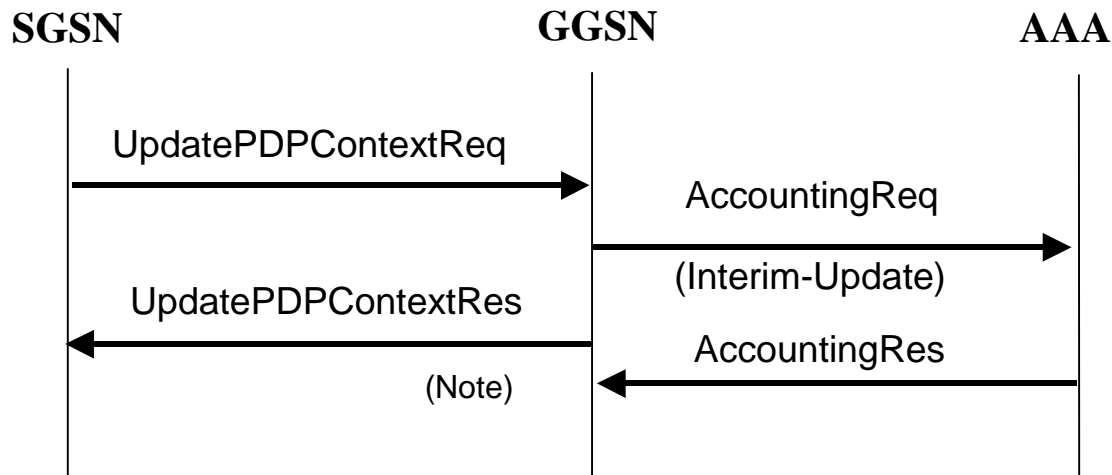 SGSN GGSN AAA
UpdatePDPContextReq
AccountingReq
(Interim-Update)
UpdatePDPContextRes
AccountingRes
(Note)